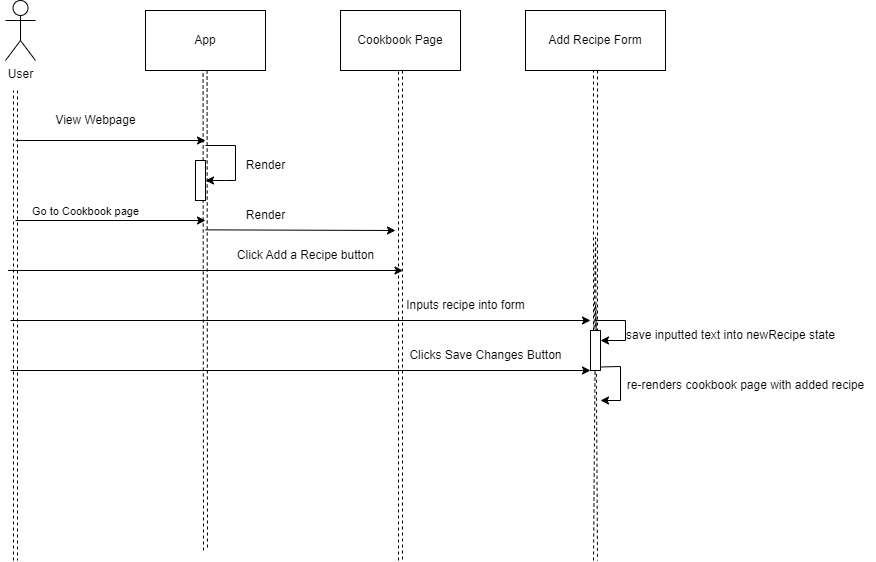 User
App
Cookbook Page
Add Recipe Form
View Webpage
Render
Go to Cookbook page
Render
Click Add a Recipe button
Inputs recipe into form
save inputted text into newRecipe state
Clicks Save Changes Button
re-renders cookbook page with added recipe